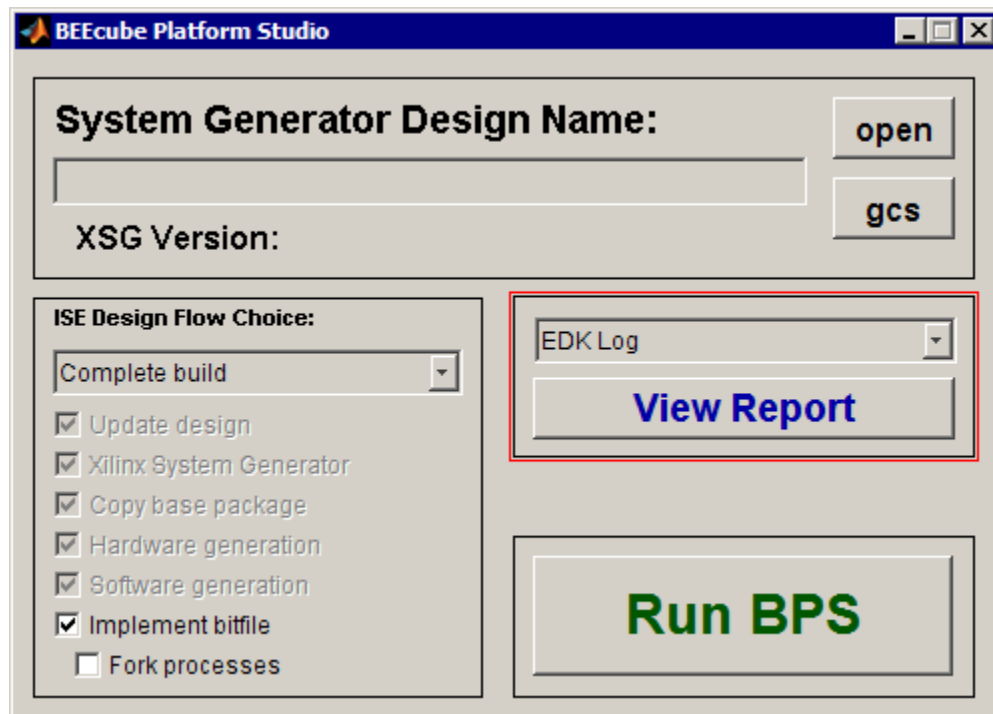 BEEcube Platform Studio
System Generator Design Name:
open
gcs
XSG Version:
ISE Design Flow Choice:
Complete build
Update design
Xilinx System Generator
Copy base package
Hardware generation
Software generation
Implement bitfile
Fork processes
EDK Log
View Report
Run BPS